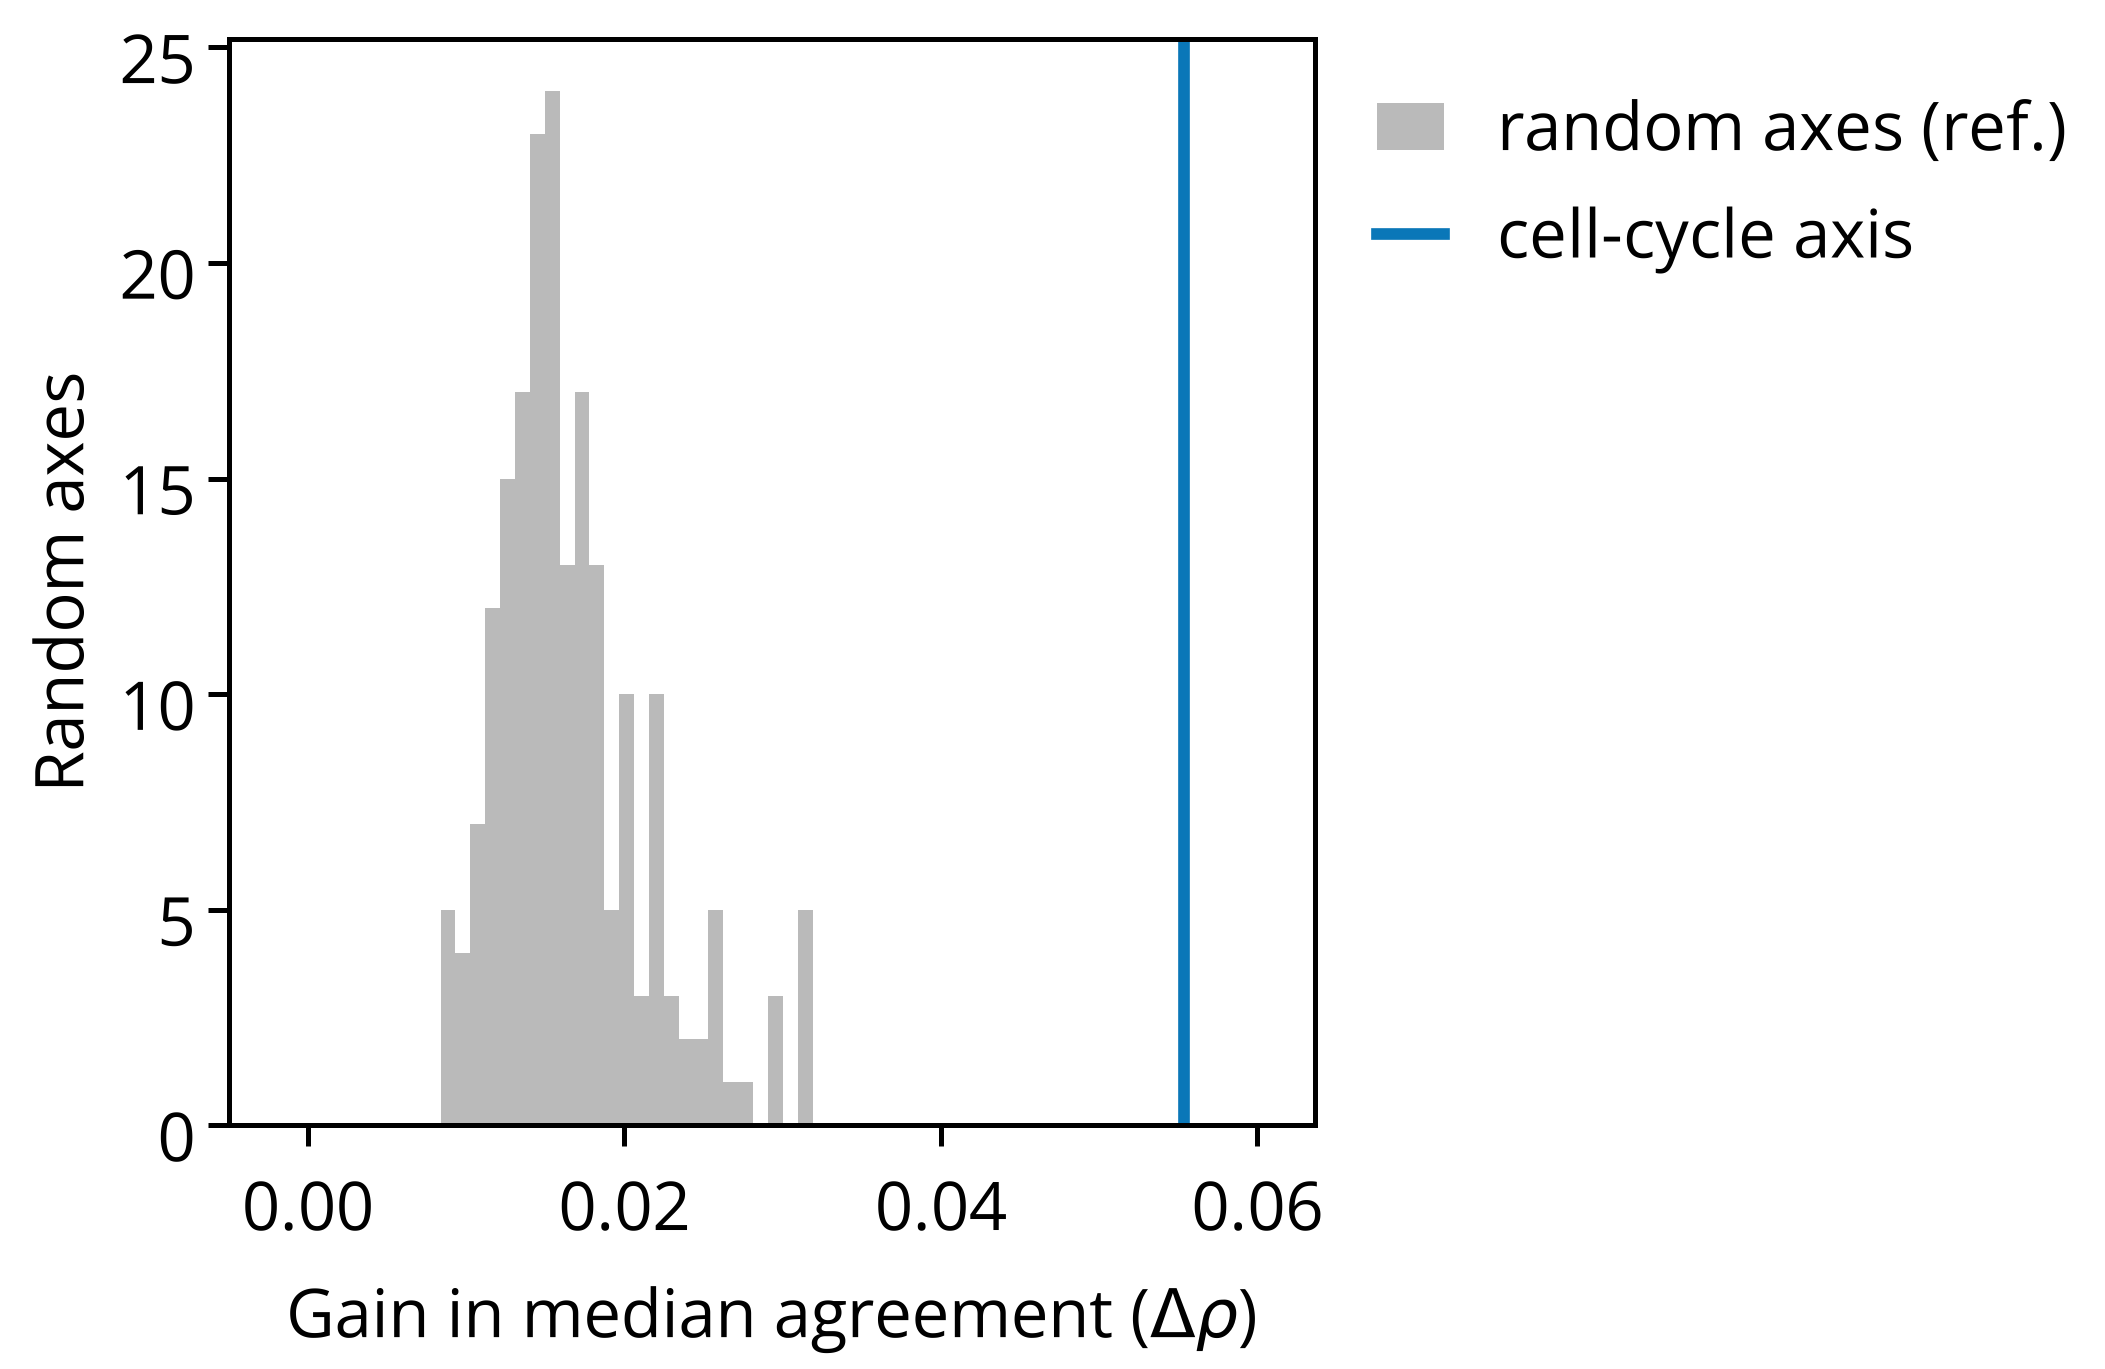 25
20
15
10
5
0
Random axes
0.00 0.02 0.04 0.06
Gain in median agreement (Δρ)
random axes (ref.)
cell-cycle axis